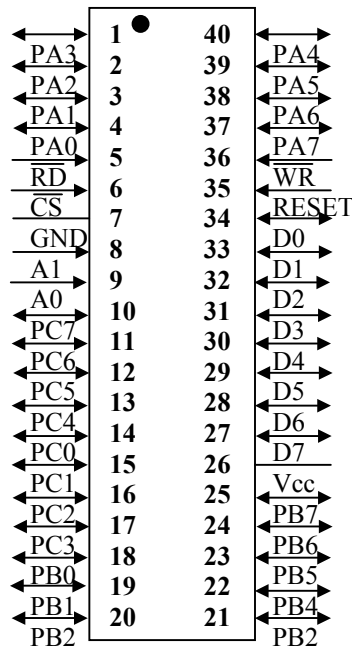 1 40
PA3 PA4
2 39
PA2 PA5
3 38
PA1 PA6
4 37
PA0 PA7
5 36
RD WR
6 35
CS RESET
7 34
GND D0
8 33
A1 D1
9 32
A0 D2
10 31
PC7 D3
11 30
PC6 D4
12 29
PC5 D5
13 28
PC4 D6
14 27
PC0 D7
15 26
PC1 Vcc
16 25
PC2 PB7
17 24
PC3 PB6
18 23
PB0 PB5
19 22
PB1 PB4
20 21
PB2 PB2